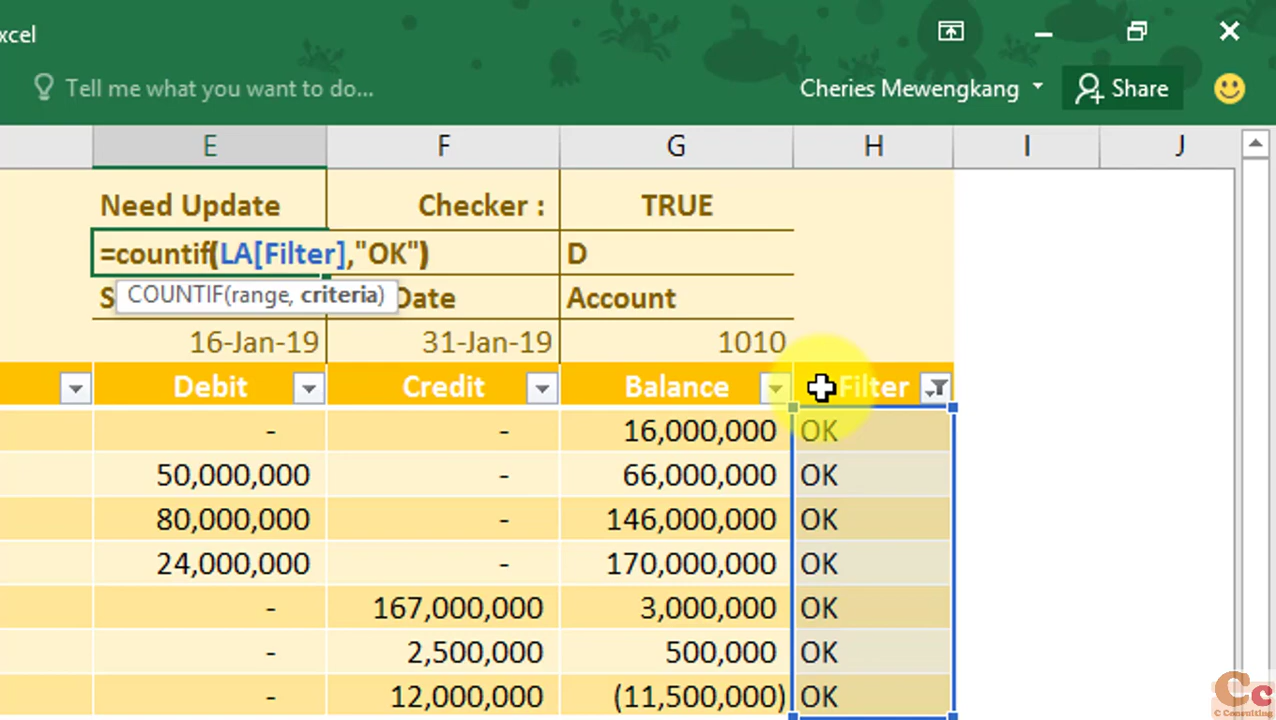 xcel
Tell me what you want to do...
Cheries Mewengkang
Share
E F G H I J
Need Update Checker : TRUE
=countif(LA[Filter],"OK") D
COUNTIF(range, criteria)
S Date Account
16-Jan-19 31-Jan-19 1010
Debit Credit Balance Filter
- - 16,000,000 OK
50,000,000 - 66,000,000 OK
80,000,000 - 146,000,000 OK
24,000,000 - 170,000,000 OK
- 167,000,000 3,000,000 OK
- 2,500,000 500,000 OK
- 12,000,000 (11,500,000) OK
Cc
C Consulting